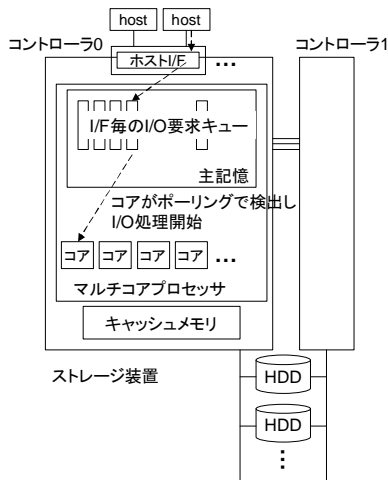 host
host
コントローラ0
コントローラ1
ホストI/F
...
I/F毎のI/O要求キュー
主記憶
コアがポーリングで検出し
I/O処理開始
コア
コア
コア
コア
...
マルチコアプロセッサ
キャッシュメモリ
ストレージ装置
HDD
HDD
...